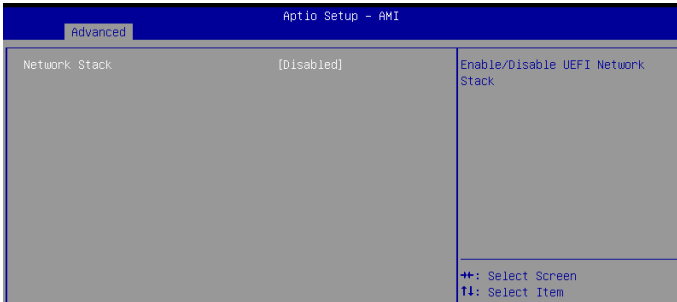 Aptio Setup – AMI
Advanced
Network Stack [Disabled]
Enable/Disable UEFI Network
Stack
→←: Select Screen
↑↓: Select Item